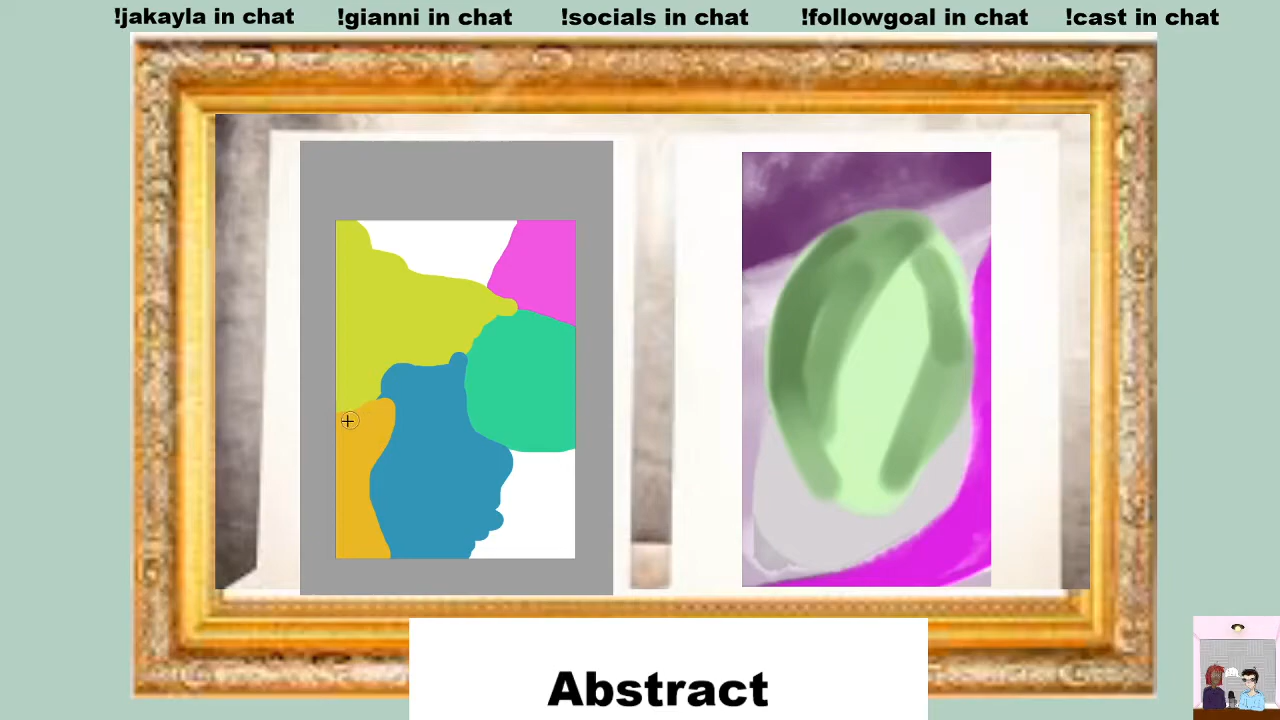 !jakayla in chat !gianni in chat !socials in chat !followgoal in chat !cast in chat
Abstract